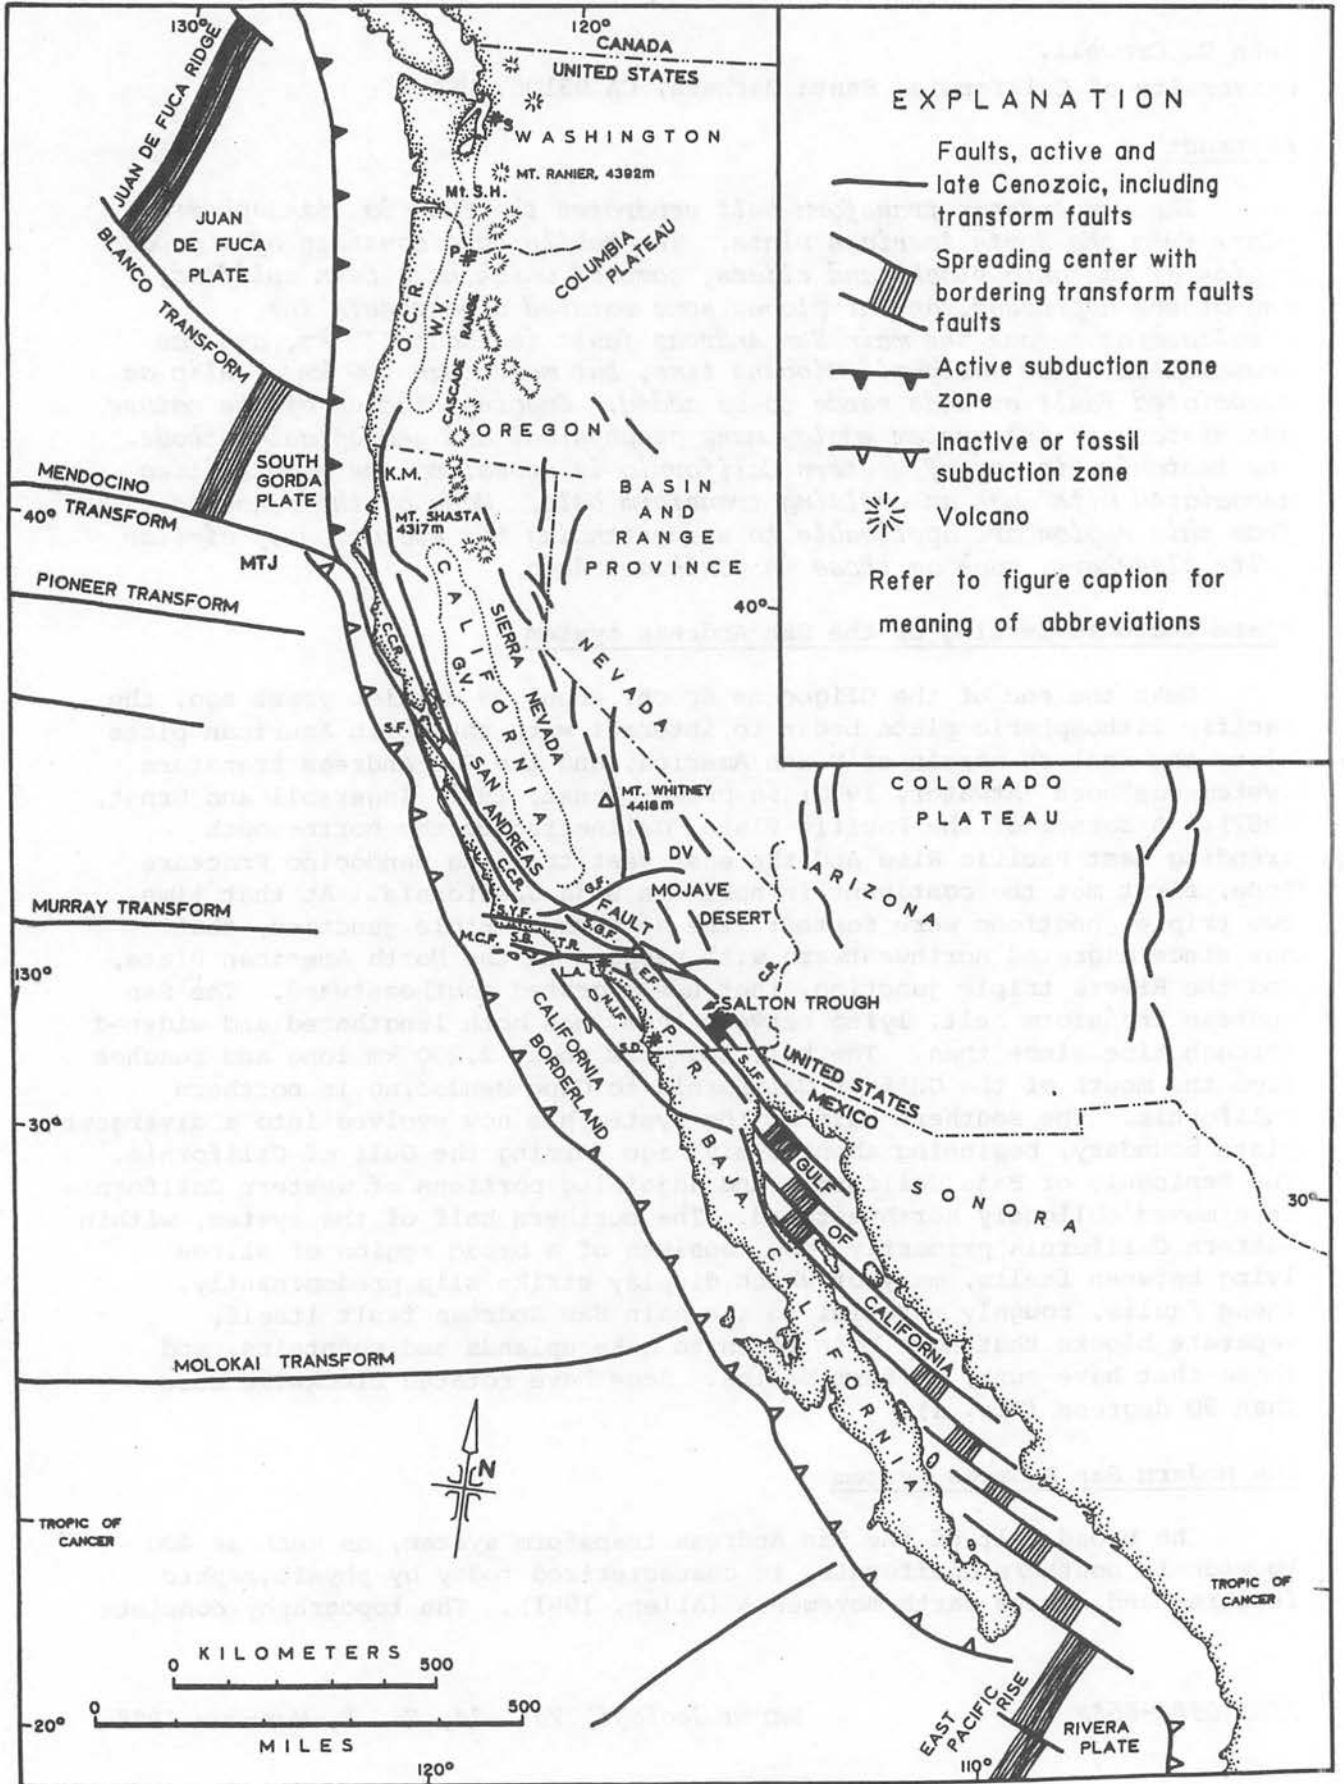 130°
120°
CANADA
UNITED STATES
JUAN DE FUCA RIDGE
S
WASHINGTON
MT. RANIER, 4392m
Mt. S.H.
JUAN
DE FUCA
PLATE
BLANCO TRANSFORM
P
COLUMBIA
PLATEAU
O.C.R.
W.V.
CASCADE
RANGE
OREGON
K.M.
MENDOCINO
TRANSFORM
SOUTH
GORDA
PLATE
40°
MT. SHASTA
4317m
BASIN
AND
RANGE
PROVINCE
MTJ
PIONEER TRANSFORM
40°
C.C.R.
CALIFORNIA
GV
SIERRA
NEVADA
NEVADA
S.F.
SAN
ANDREAS
FAULT
MT. WHITNEY
4418m
COLORADO
PLATEAU
DV
ARIZONA
C.C.R.
G.F.
MOJAVE
DESERT
MURRAY TRANSFORM
S.Y.F.
S.G.F.
M.C.F.
S.B.
T.R.
L.A.
E.F.
N.I.F.
130°
SALTON TROUGH
CALIFORNIA
BORDERLAND
S.D.
P.R.
S.J.F.
UNITED STATES
MEXICO
30°
BAJA
CALIFORNIA
GULF
OF
CALIFORNIA
SONORA
30°
MOLOKAI TRANSFORM
N
TROPIC OF
CANCER
TROPIC OF
CANCER
KILOMETERS
0 500
0 500
MILES
20°
120°
EAST
PACIFIC
RISE
RIVERA
PLATE
110°
EXPLANATION
Faults, active and
late Cenozoic, including
transform faults
Spreading center with
bordering transform faults
faults
Active subduction zone
zone
Inactive or fossil
subduction zone
Volcano
Refer to figure caption for
meaning of abbreviations